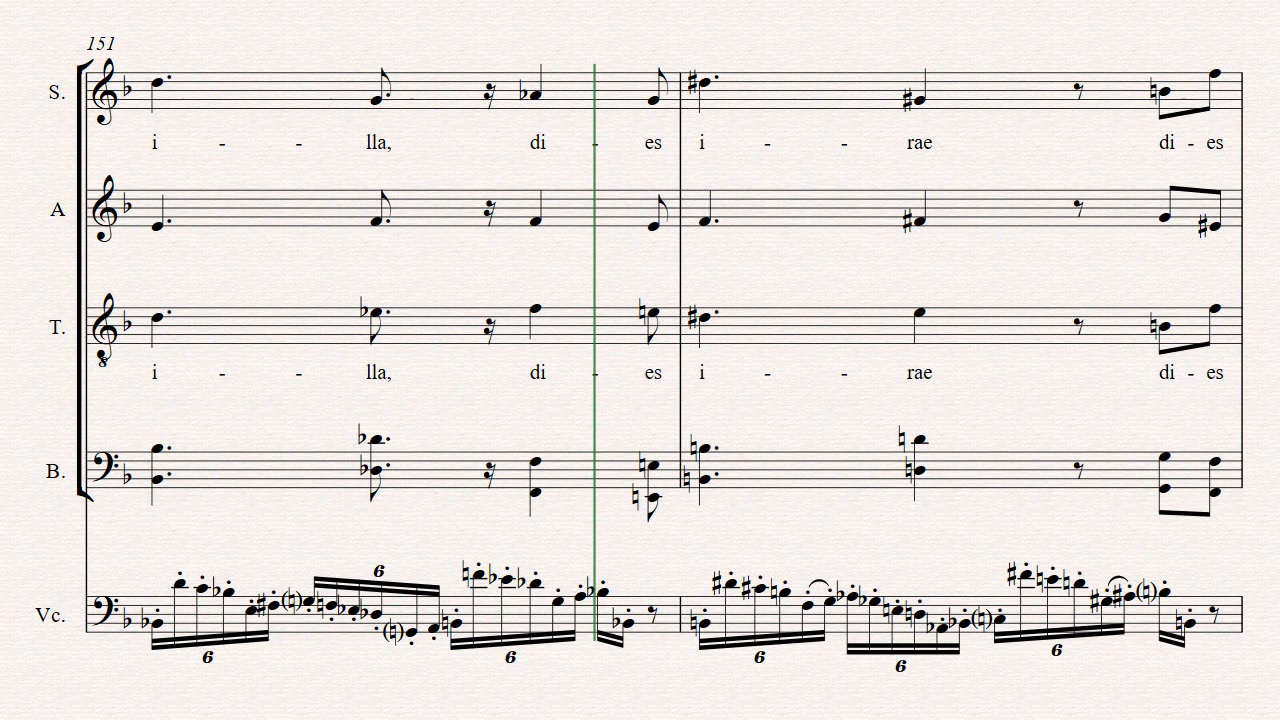 151
S.
i - - lla, di - es i - - rae di - es
A
T.
8
i - - lla, di - es i - - rae di - es
B.
6
Vc.
6 6 6 6 6